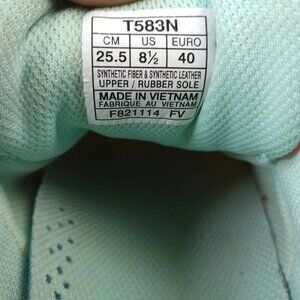 T583N
CM US EURO
25.5 8½ 40
SYNTHETIC FIBER & SYNTHETIC LEATHER
UPPER / RUBBER SOLE
MADE IN VIETNAM
FABRIQUE AU VIETNAM
F821114 FV